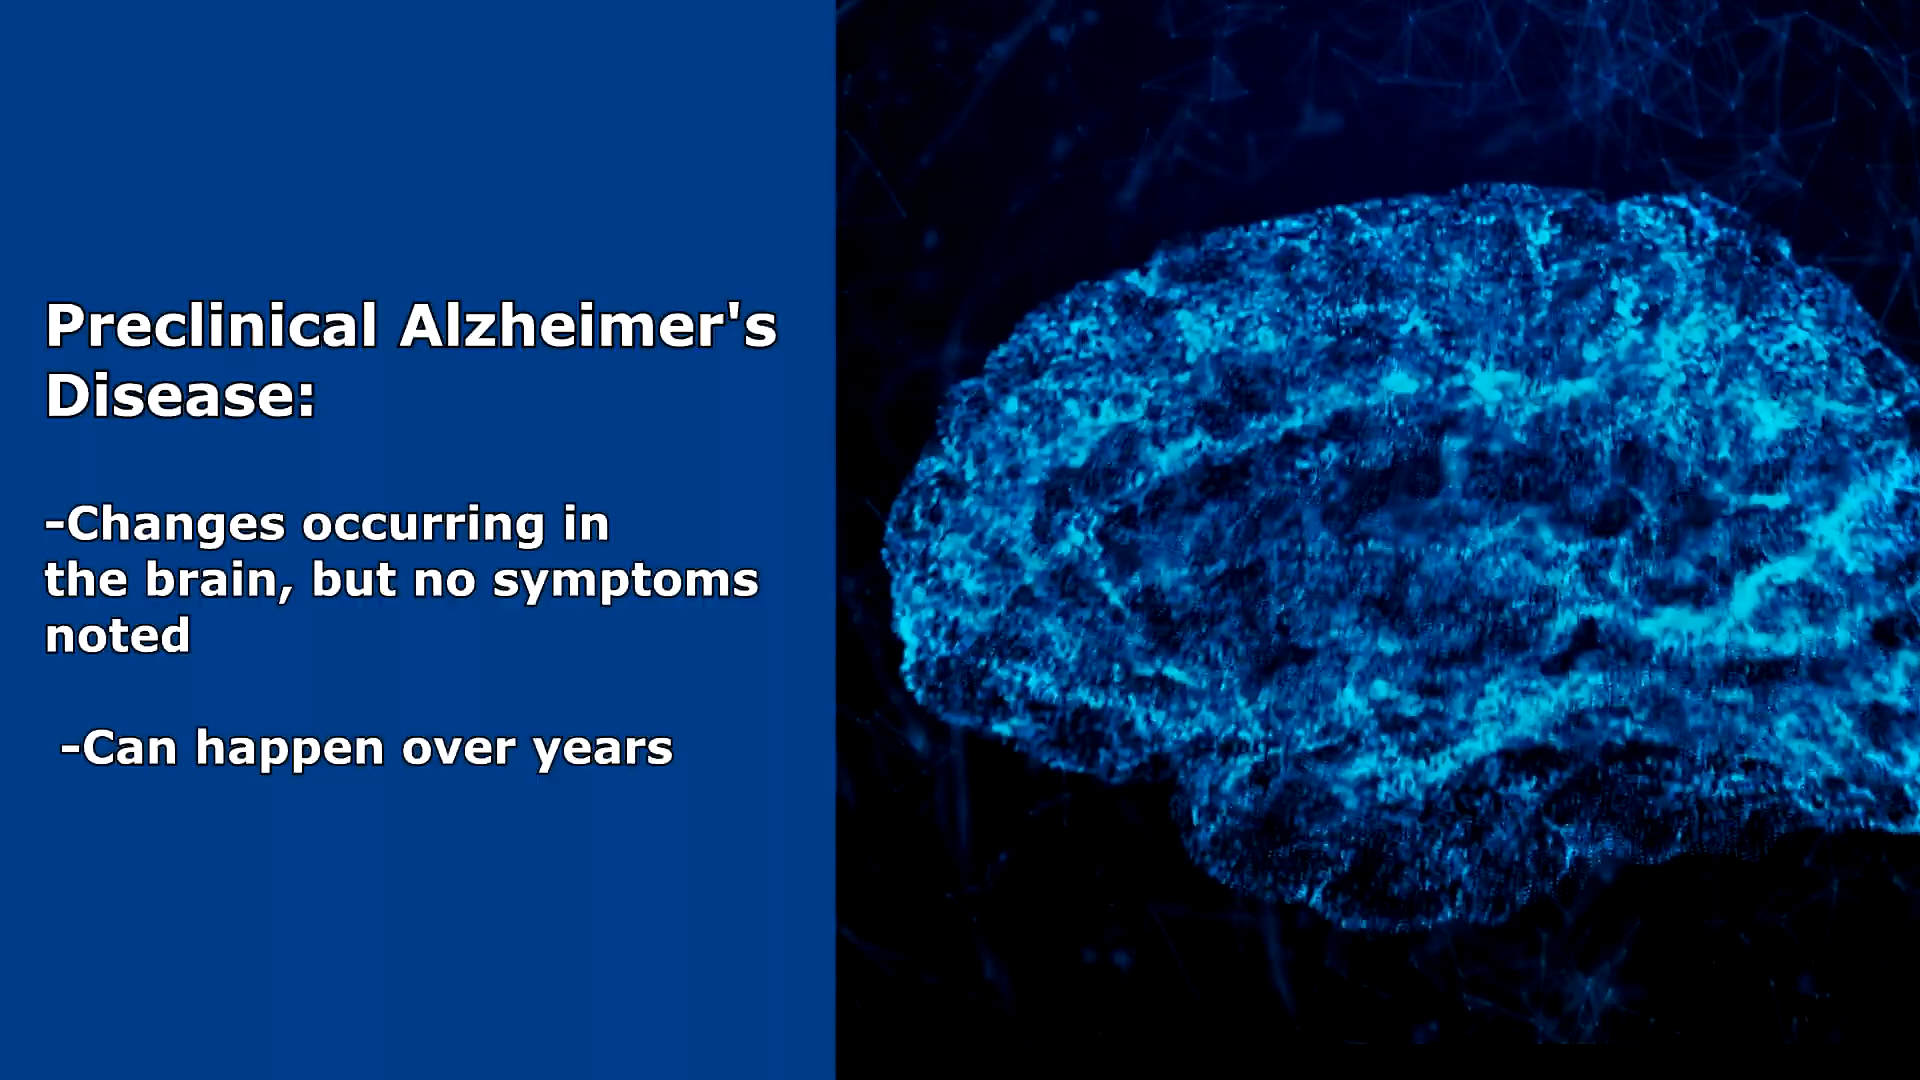 Preclinical Alzheimer's
Disease:
-Changes occurring in
the brain, but no symptoms
noted
-Can happen over years